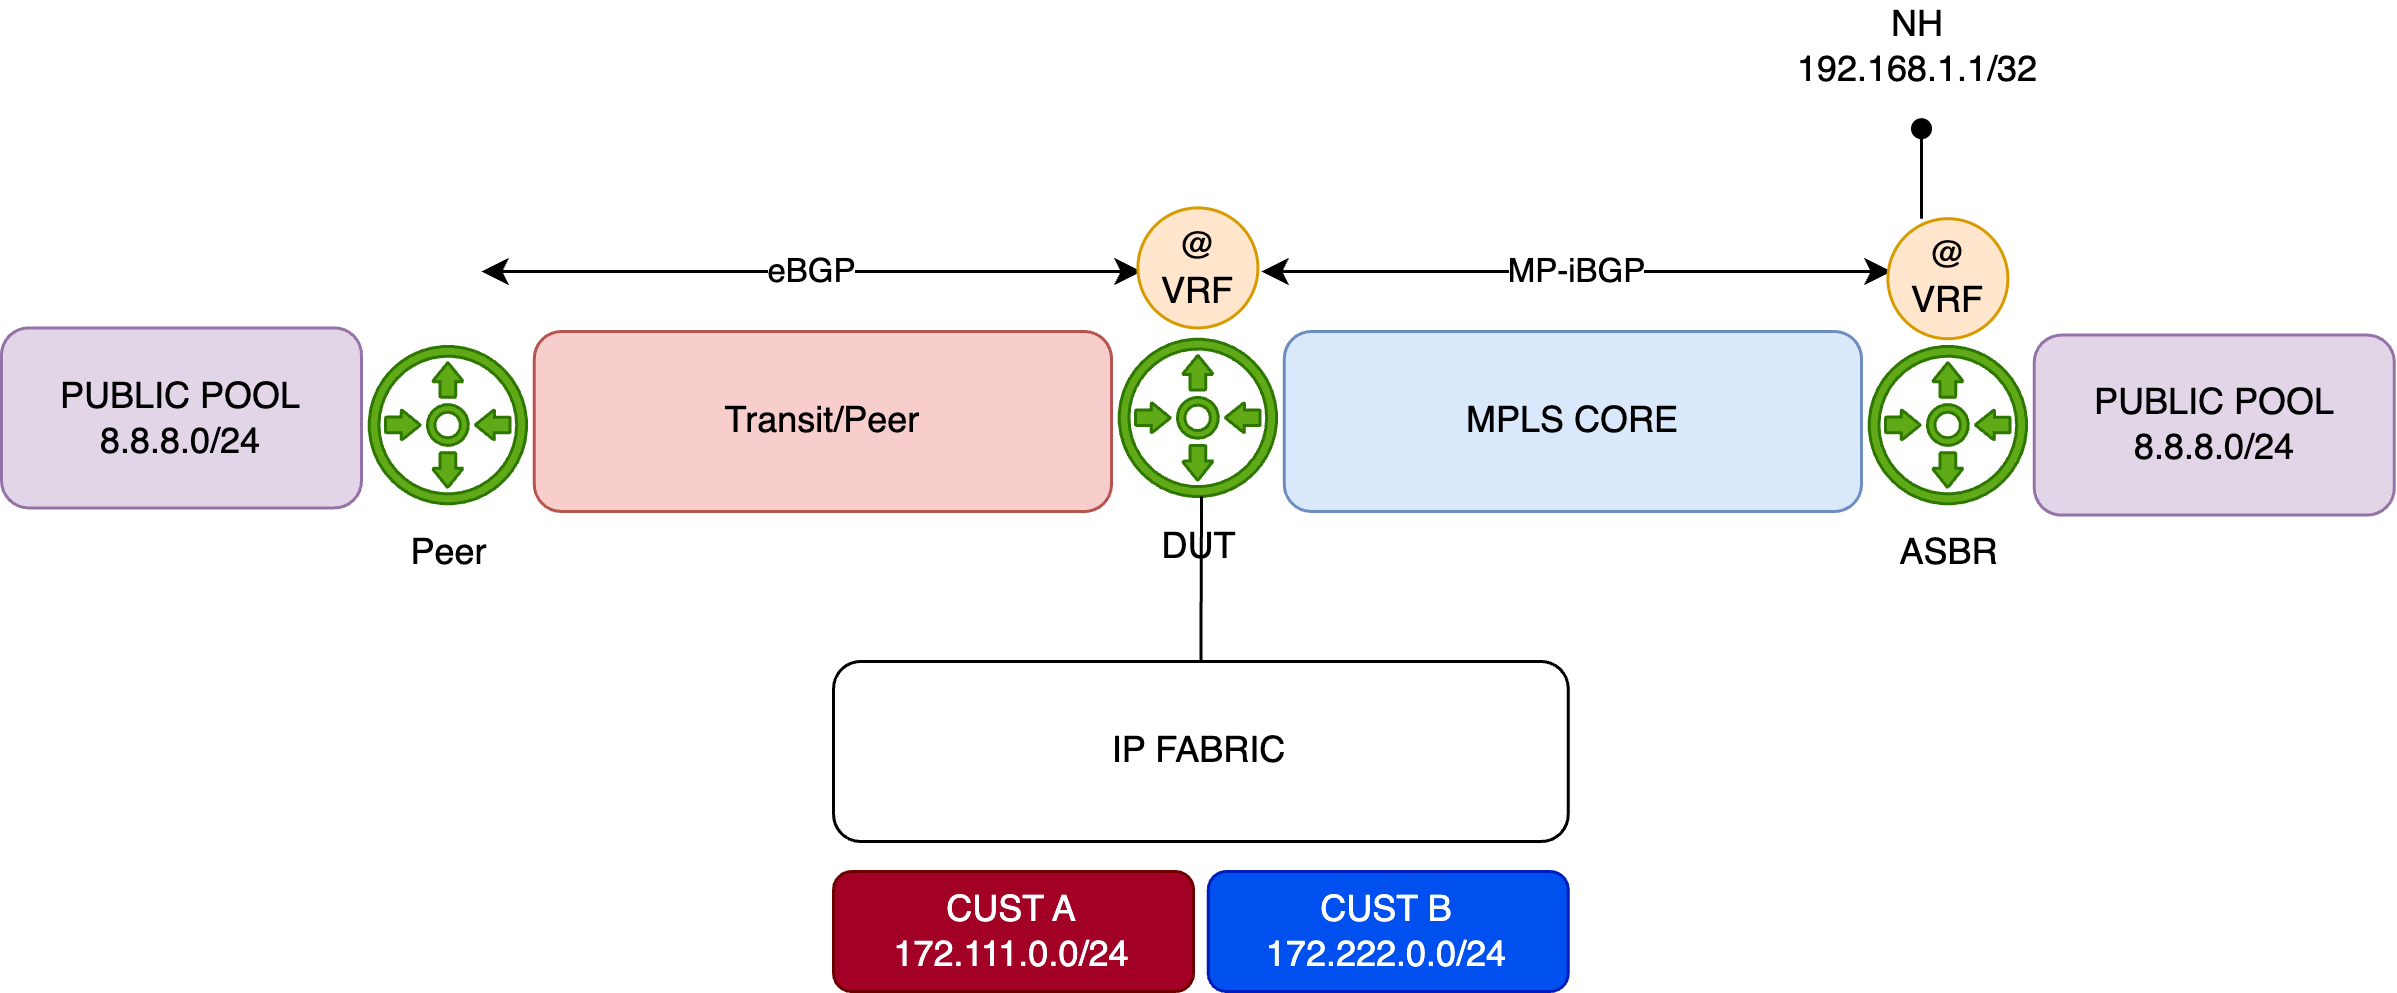 NH
192.168.1.1/32
@
VRF
eBGP
MP-iBGP
@
VRF
PUBLIC POOL
8.8.8.0/24
Transit/Peer
MPLS CORE
PUBLIC POOL
8.8.8.0/24
Peer
DUT
ASBR
IP FABRIC
CUST A
172.111.0.0/24
CUST B
172.222.0.0/24